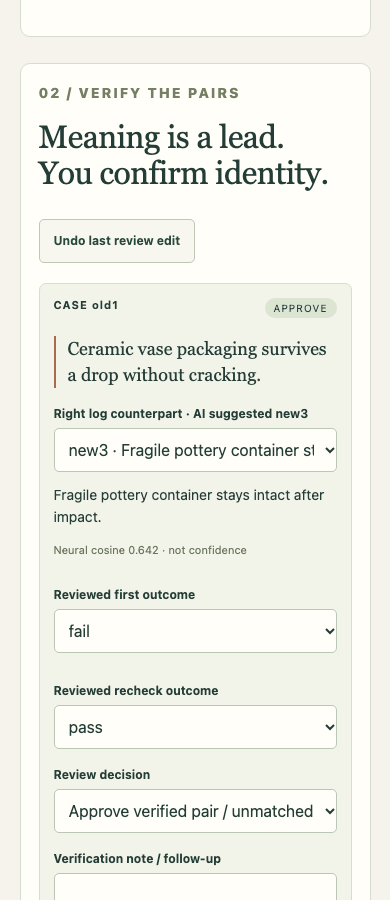 02 / VERIFY THE PAIRS
Meaning is a lead.
You confirm identity.
Undo last review edit
CASE old1
APPROVE
Ceramic vase packaging survives
a drop without cracking.
Right log counterpart · AI suggested new3
new3 · Fragile pottery container st
Fragile pottery container stays intact after
impact.
Neural cosine 0.642 · not confidence
Reviewed first outcome
fail
Reviewed recheck outcome
pass
Review decision
Approve verified pair / unmatched
Verification note / follow-up